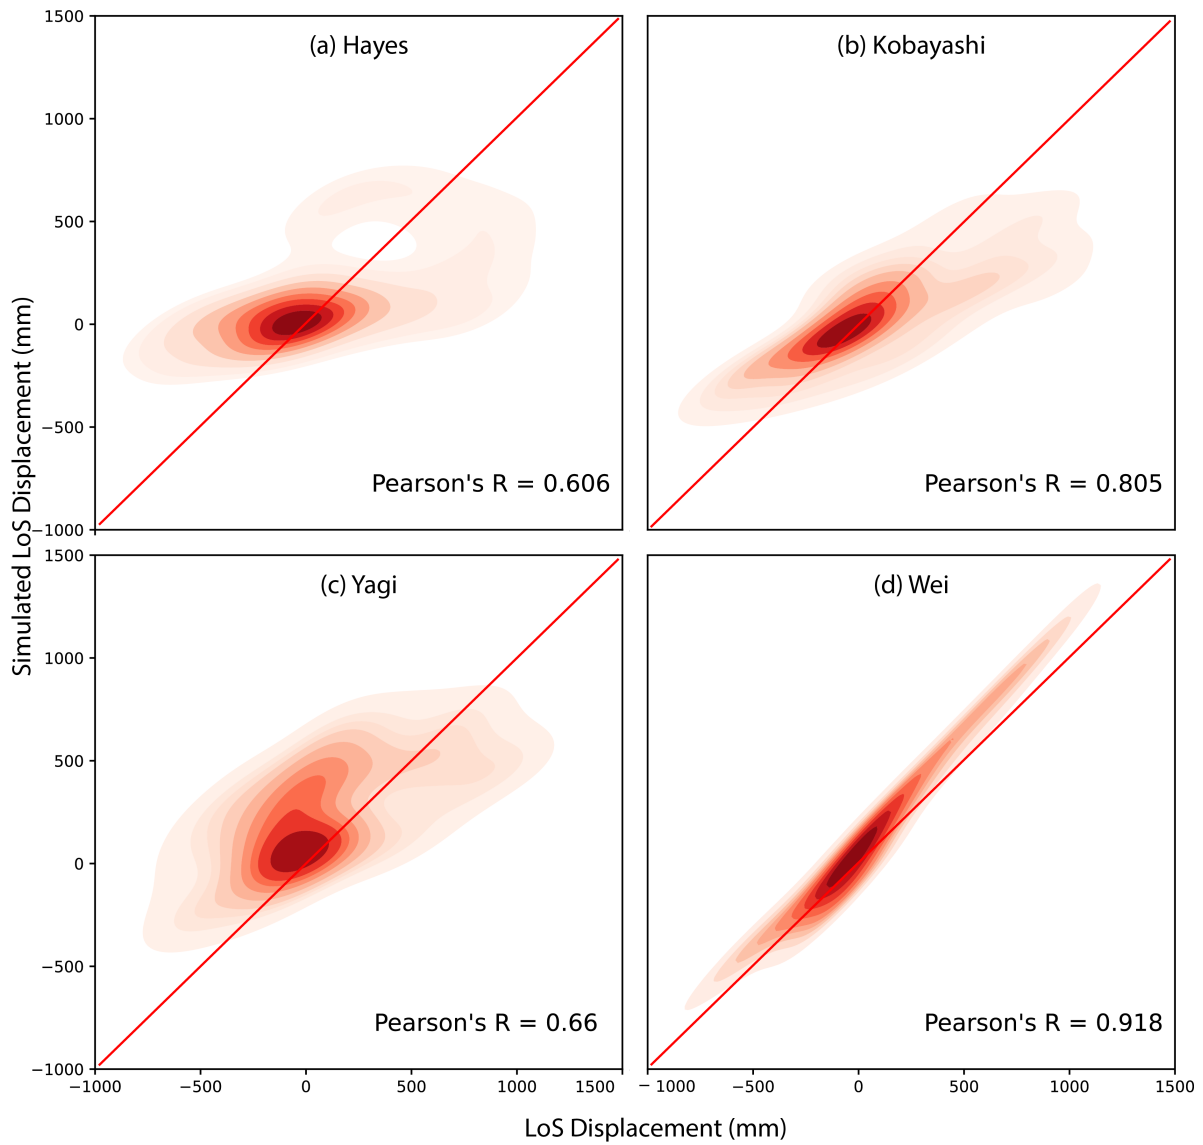 (a) Hayes
(b) Kobayashi
1500
1000
500
0
−500
−1000
Pearson's R = 0.606
Pearson's R = 0.805
Simulated LoS Displacement (mm)
(c) Yagi
(d) Wei
1500
1000
500
0
−500
−1000
Pearson's R = 0.66
Pearson's R = 0.918
−1000 −500 0 500 1000 1500
−1000 −500 0 500 1000 1500
LoS Displacement (mm)